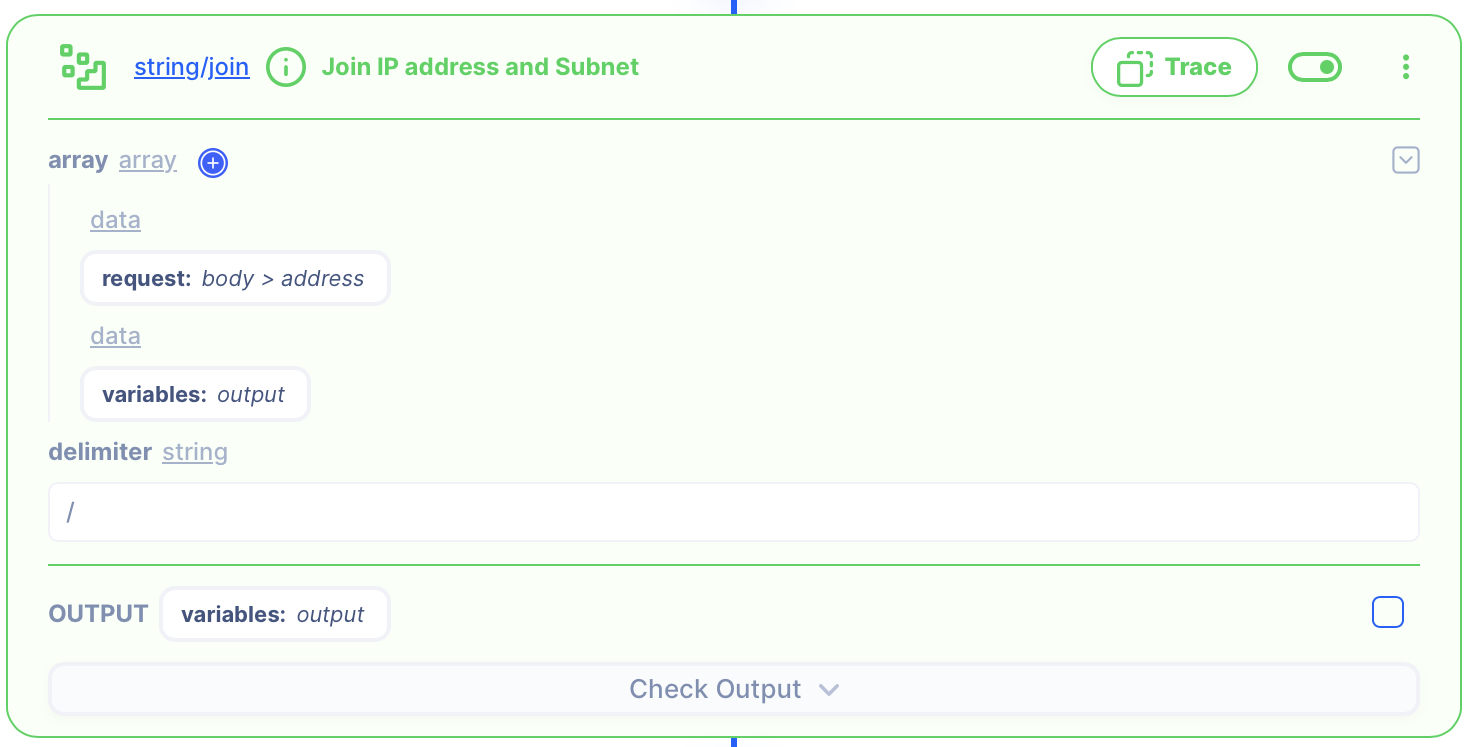 string/join Join IP address and Subnet Trace
array array
data
request: body > address
data
variables: output
delimiter string
/
OUTPUT variables: output
Check Output